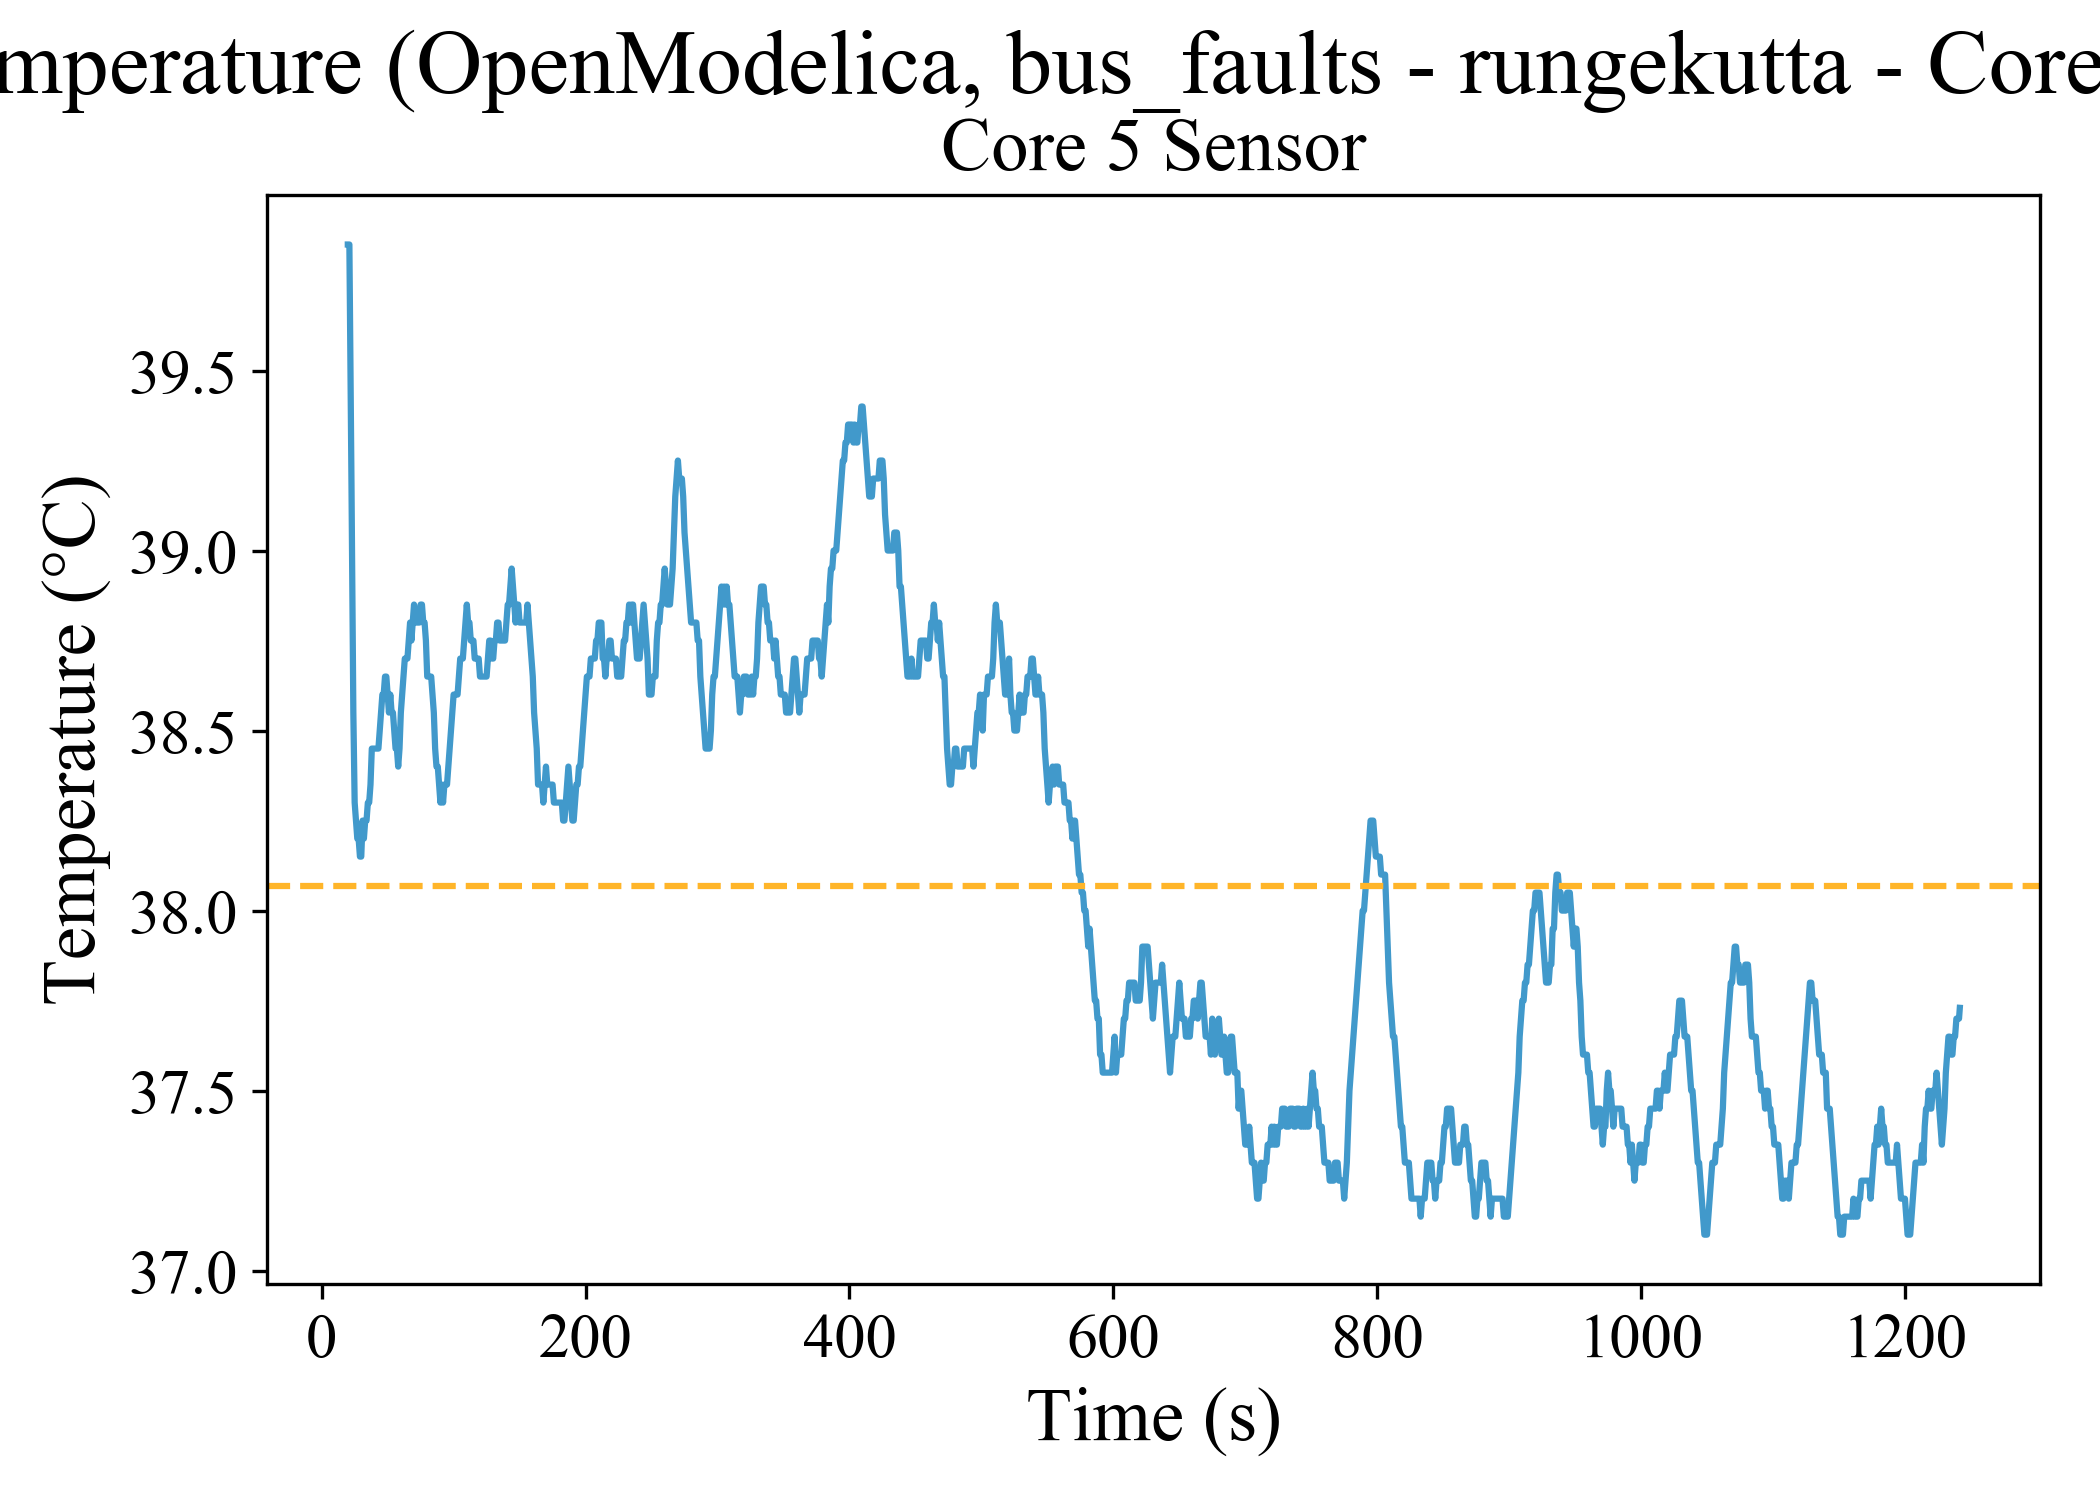 mperature (OpenModelica, bus_faults - rungekutta - Core
Core 5 Sensor
39.5
39.0
38.5
38.0
37.5
37.0
Temperature (°C)
0 200 400 600 800 1000 1200
Time (s)